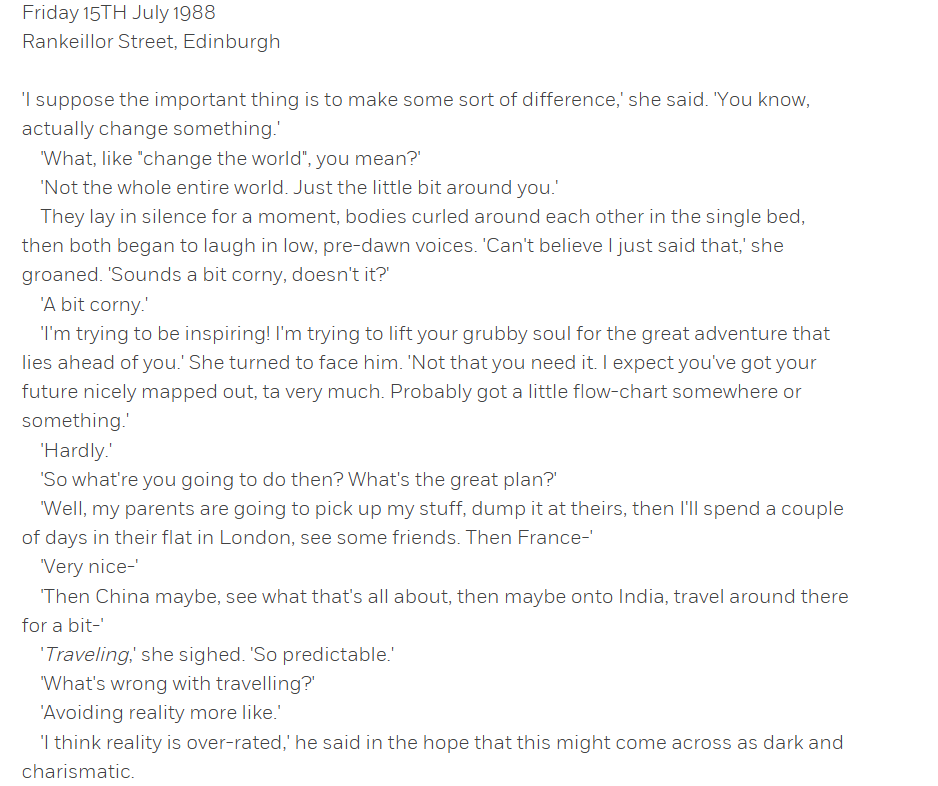 Friday 15TH July 1988
Rankeillor Street, Edinburgh
'I suppose the important thing is to make some sort of difference,' she said. 'You know,
actually change something.'
'What, like "change the world", you mean?'
'Not the whole entire world. Just the little bit around you.'
They lay in silence for a moment, bodies curled around each other in the single bed,
then both began to laugh in low, pre-dawn voices. 'Can't believe I just said that,' she
groaned. 'Sounds a bit corny, doesn't it?'
'A bit corny.'
'I'm trying to be inspiring! I'm trying to lift your grubby soul for the great adventure that
lies ahead of you.' She turned to face him. 'Not that you need it. I expect you've got your
future nicely mapped out, ta very much. Probably got a little flow-chart somewhere or
something.'
'Hardly.'
'So what're you going to do then? What's the great plan?'
'Well, my parents are going to pick up my stuff, dump it at theirs, then I'll spend a couple
of days in their flat in London, see some friends. Then France-'
'Very nice-'
'Then China maybe, see what that's all about, then maybe onto India, travel around there
for a bit-'
'Traveling,' she sighed. 'So predictable.'
'What's wrong with travelling?'
'Avoiding reality more like.'
'I think reality is over-rated,' he said in the hope that this might come across as dark and
charismatic.